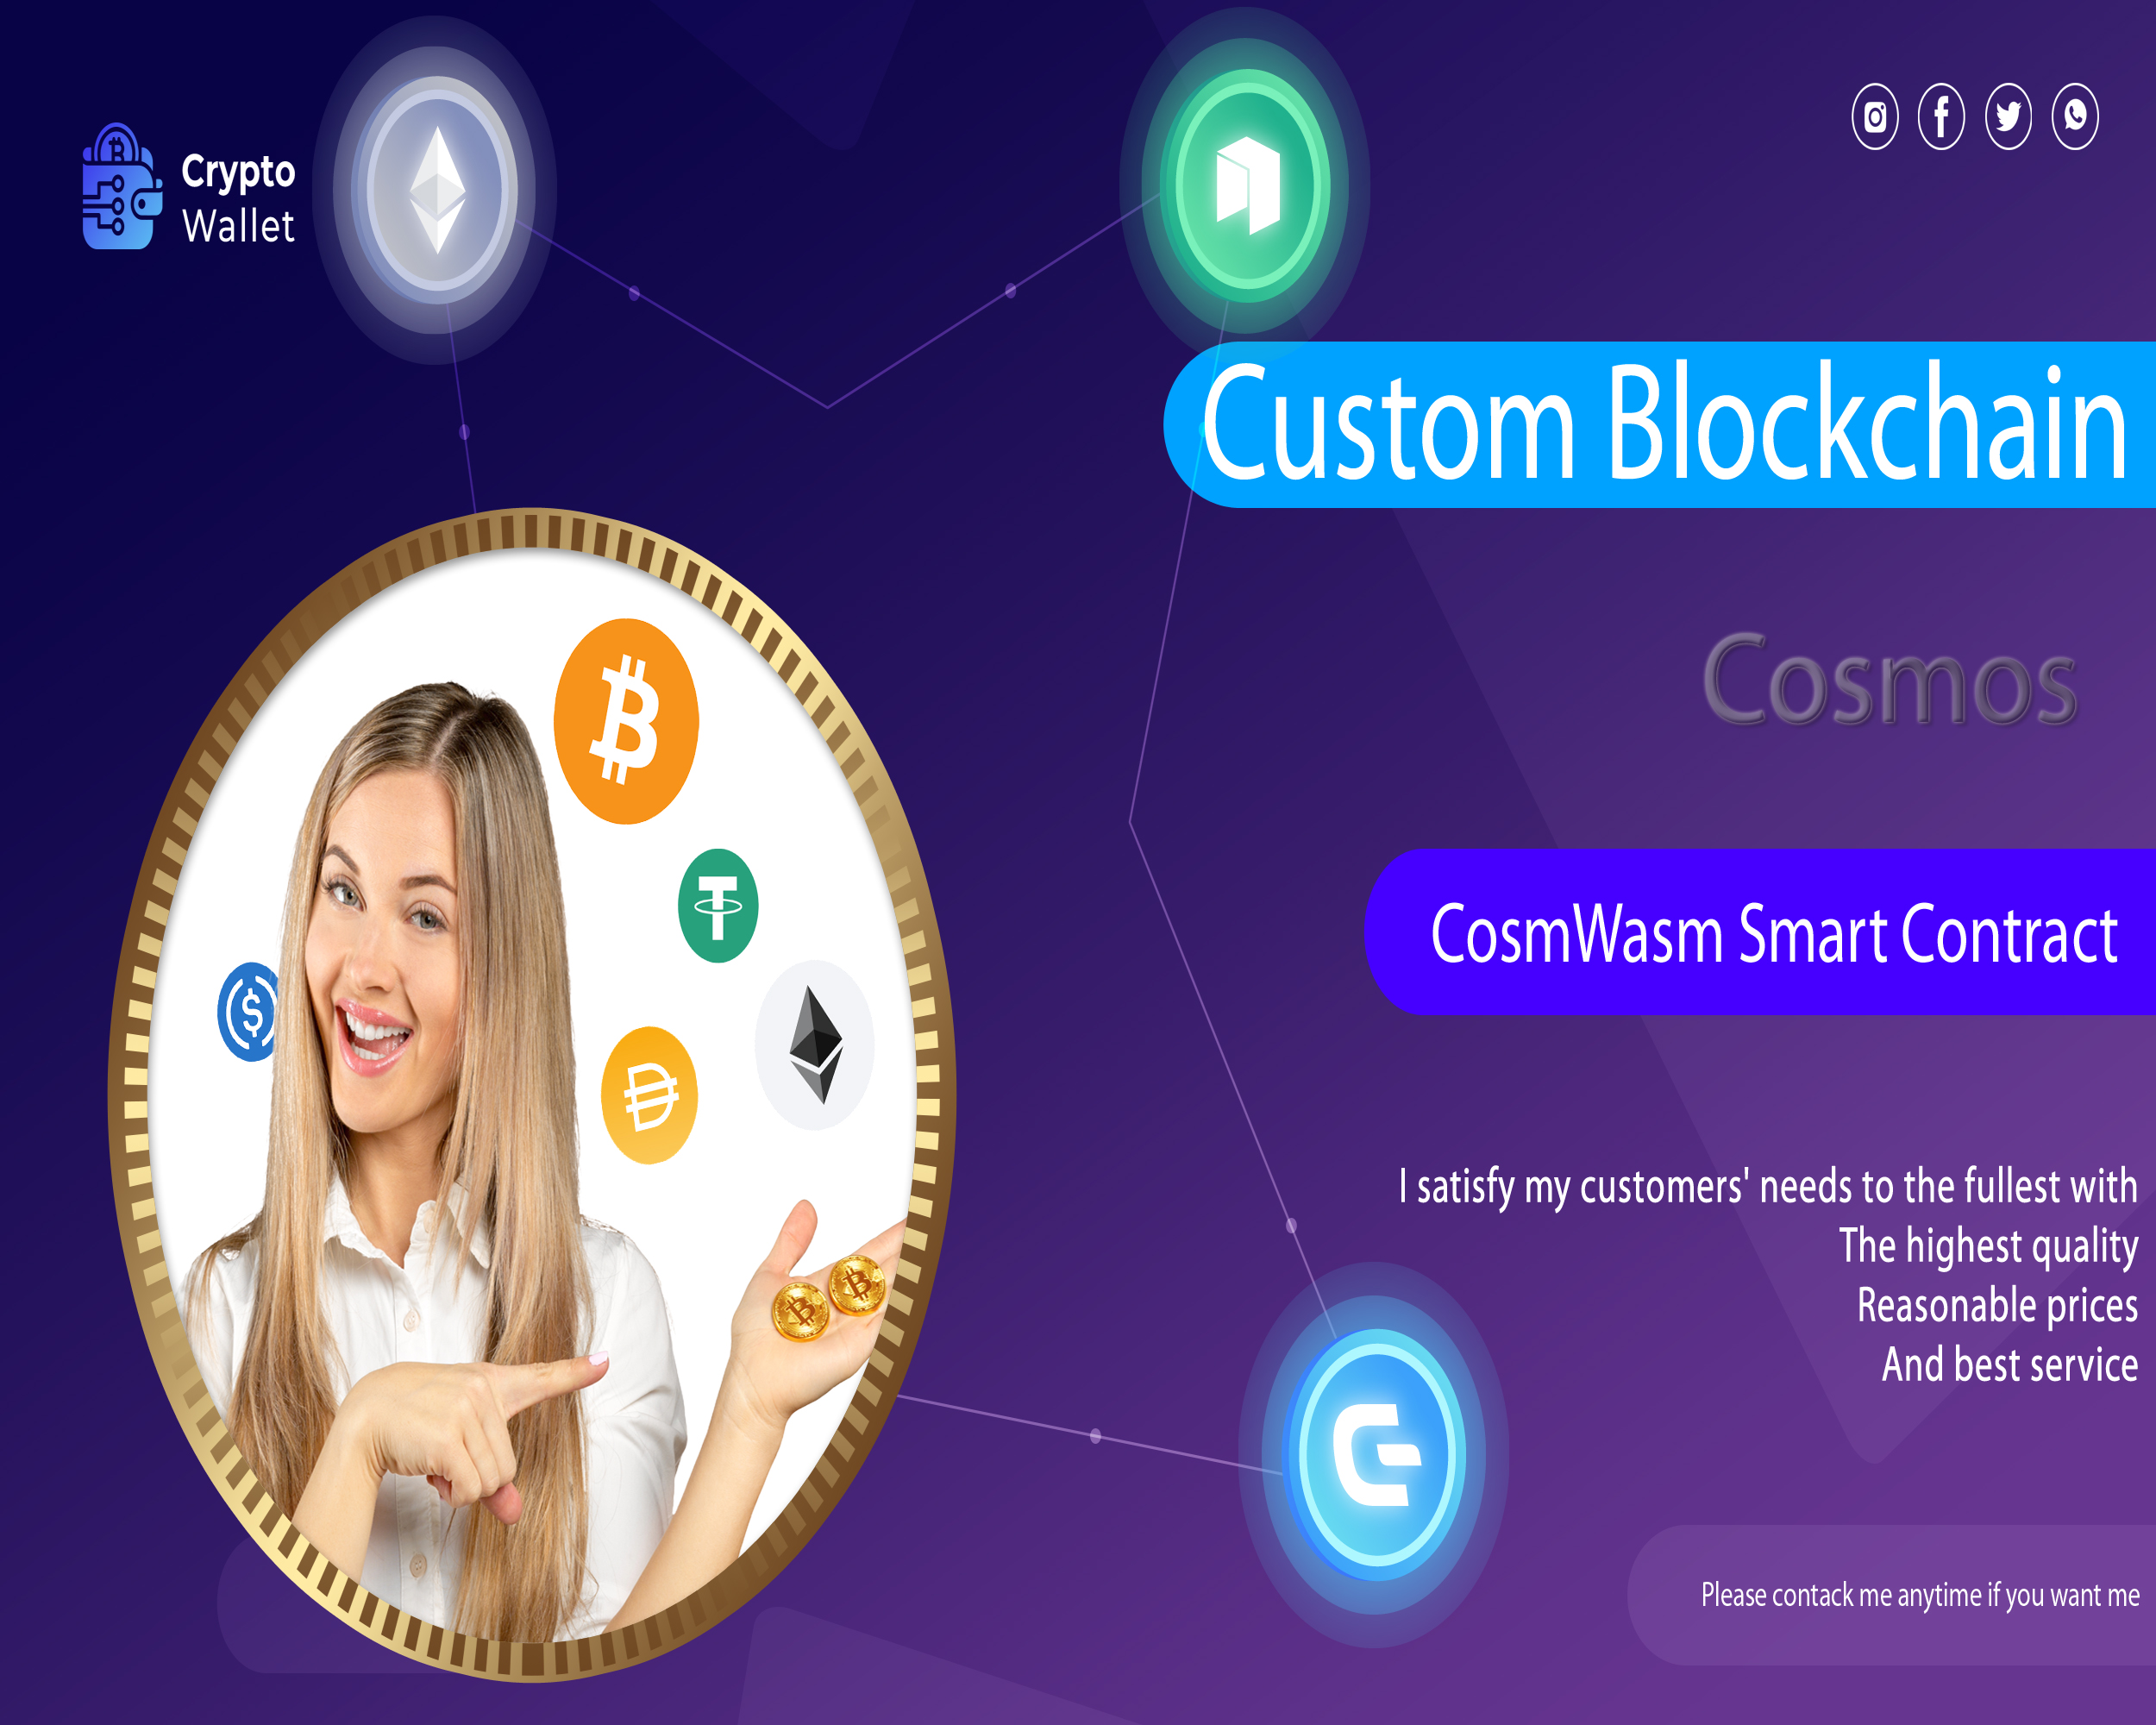 Crypto
Wallet
Custom Blockchain
Cosmos
CosmWasm Smart Contract
I satisfy my customers' needs to the fullest with
The highest quality
Reasonable prices
And best service
Please contack me anytime if you want me